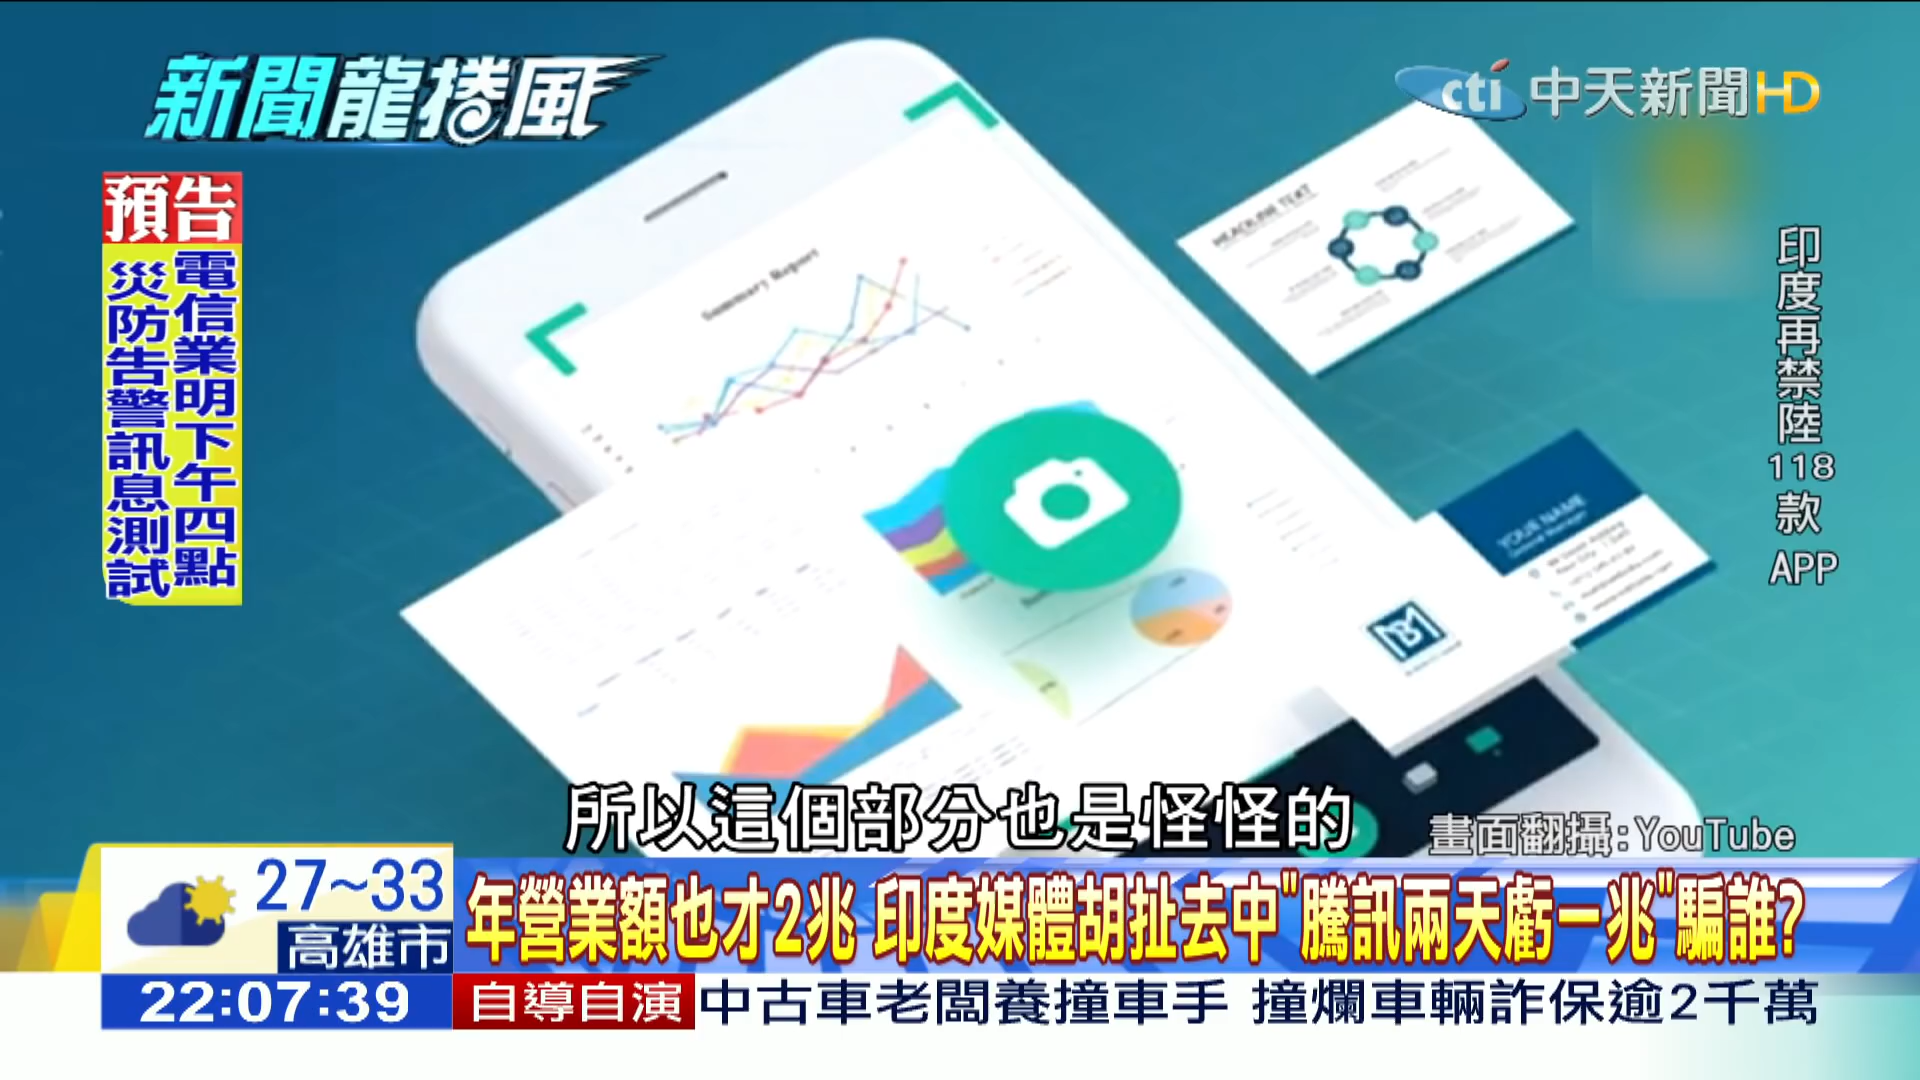 新聞龍捲風
cti 中天新聞HD
預告
電信業明下午四點
災防告警訊息測試
印度再禁陸118款APP
Summary Report
HEADLINE TEXT
YOUR NAME
所以這個部分也是怪怪的
畫面翻攝:YouTube
27~33
高雄市
年營業額也才2兆 印度媒體胡扯去中"騰訊兩天虧一兆"騙誰?
22:07:39
自導自演 中古車老闆養撞車手 撞爛車輛詐保逾2千萬